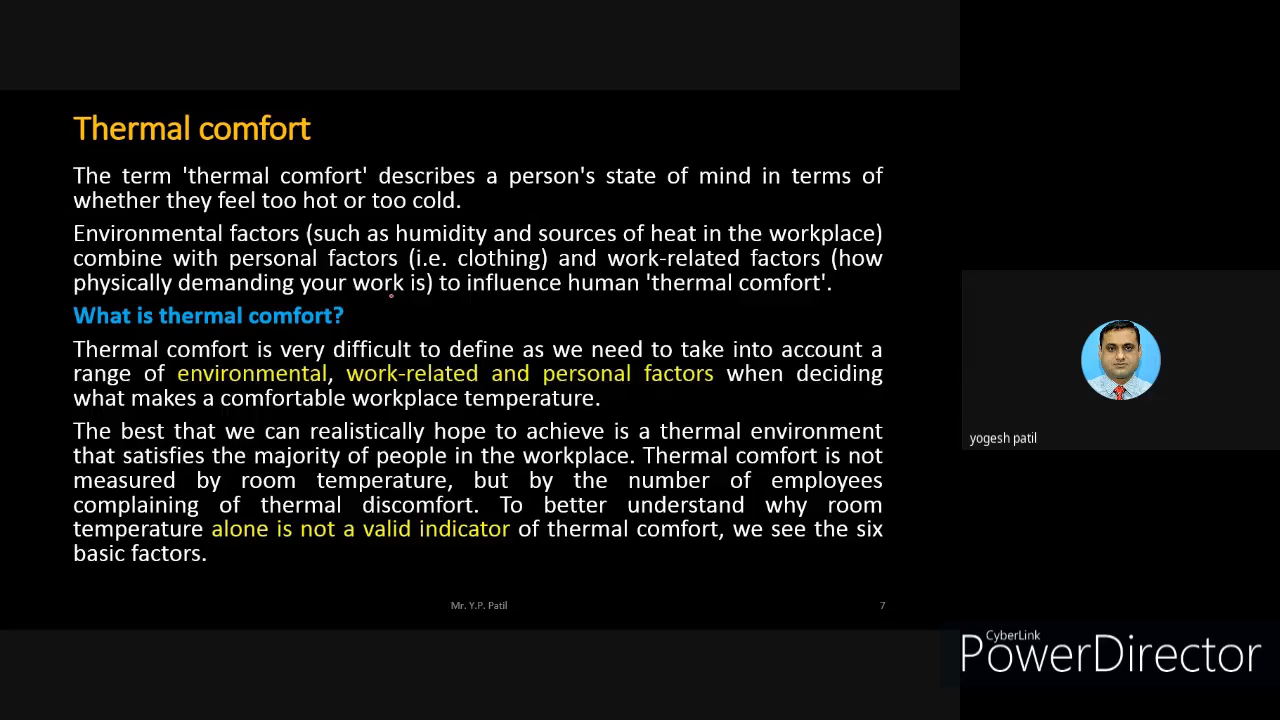 Thermal comfort
The term 'thermal comfort' describes a person's state of mind in terms of
whether they feel too hot or too cold.
Environmental factors (such as humidity and sources of heat in the workplace)
combine with personal factors (i.e. clothing) and work-related factors (how
physically demanding your work is) to influence human 'thermal comfort'.
What is thermal comfort?
Thermal comfort is very difficult to define as we need to take into account a
range of environmental, work-related and personal factors when deciding
what makes a comfortable workplace temperature.
The best that we can realistically hope to achieve is a thermal environment
that satisfies the majority of people in the workplace. Thermal comfort is not
measured by room temperature, but by the number of employees
complaining of thermal discomfort. To better understand why room
temperature alone is not a valid indicator of thermal comfort, we see the six
basic factors.
Mr. Y.P. Patil
7
yogesh patil
CyberLink
PowerDirector